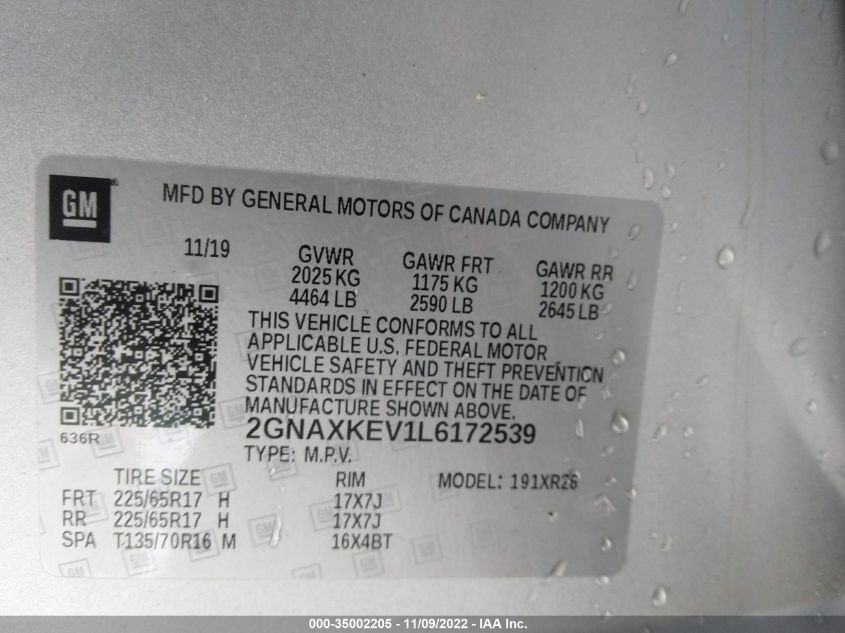 GM®
MFD BY GENERAL MOTORS OF CANADA COMPANY
11/19 GVWR GAWR FRT GAWR RR
2025 KG 1175 KG 1200 KG
4464 LB 2590 LB 2645 LB
THIS VEHICLE CONFORMS TO ALL
APPLICABLE U.S. FEDERAL MOTOR
VEHICLE SAFETY AND THEFT PREVENTION
STANDARDS IN EFFECT ON THE DATE OF
MANUFACTURE SHOWN ABOVE.
636R
2GNAXKEV1L6172539
TYPE: M.P.V.
TIRE SIZE RIM MODEL: 191XR26
FRT 225/65R17 H 17X7J
RR 225/65R17 H 17X7J
SPA T135/70R16 M 16X4BT
000-35002205 - 11/09/2022 - IAA Inc.